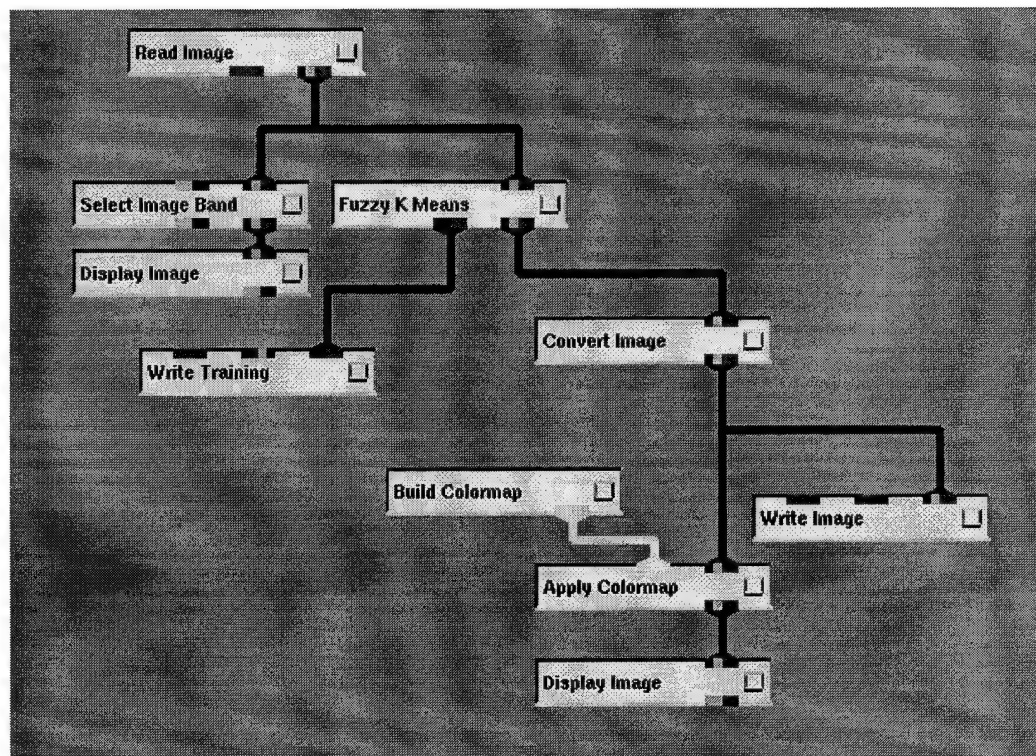 Read Image
Select Image Band
Fuzzy K Means
Display Image
Convert Image
Write Training
Build Colormap
Write Image
Apply Colormap
Display Image